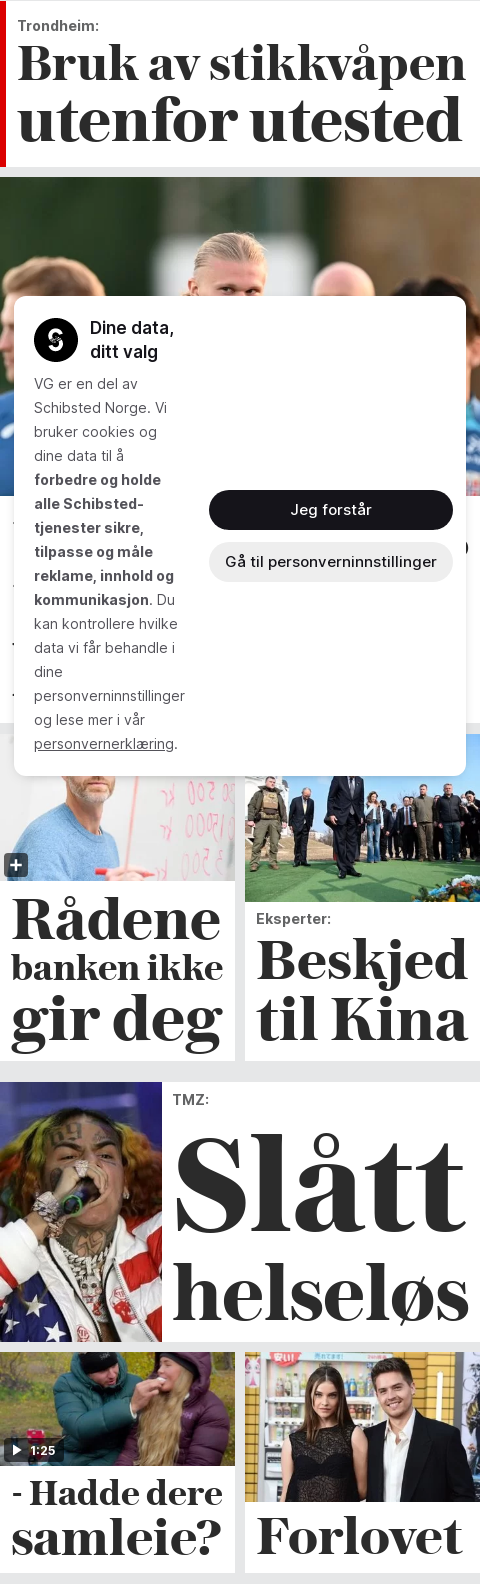 Trondheim:
Bruk av stikkvåpen
utenfor utested
Dine data,
ditt valg
VG er en del av
Schibsted Norge. Vi
bruker cookies og
dine data til å
forbedre og holde
alle Schibsted-
tjenester sikre,
tilpasse og måle
reklame, innhold og
kommunikasjon. Du
kan kontrollere hvilke
data vi får behandle i
dine
personverninnstillinger
og lese mer i vår
personvernerklæring.
Jeg forstår
Gå til personverninnstillinger
Rådene
banken ikke
gir deg
Eksperter:
Beskjed
til Kina
TMZ:
Slått
helseløs
1:25
- Hadde dere
samleie?
Forlovet